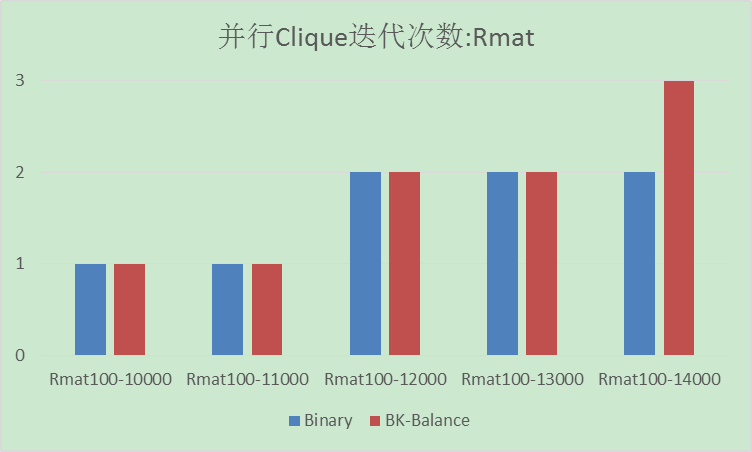 并行Clique迭代次数:Rmat
3
2
1
0
Rmat100-10000 Rmat100-11000 Rmat100-12000 Rmat100-13000 Rmat100-14000
Binary BK-Balance